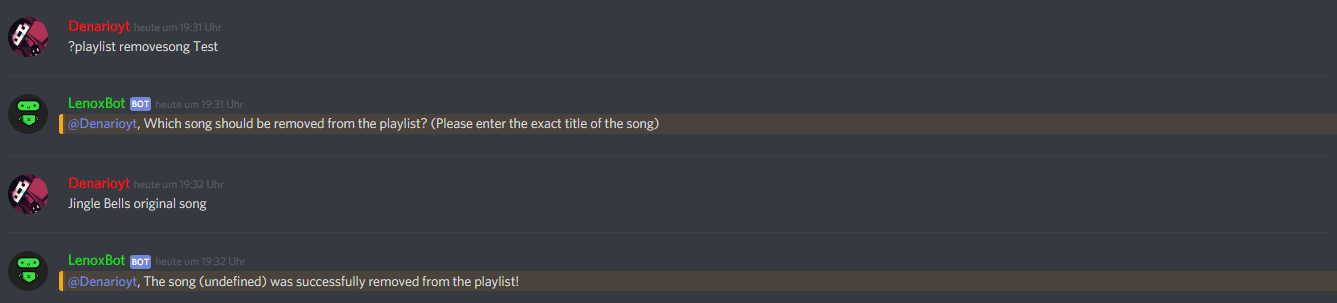 Denarioyt heute um 19:31 Uhr
?playlist removesong Test
LenoxBot BOT heute um 19:31 Uhr
@Denarioyt, Which song should be removed from the playlist? (Please enter the exact title of the song)
Denarioyt heute um 19:32 Uhr
Jingle Bells original song
LenoxBot BOT heute um 19:32 Uhr
@Denarioyt, The song (undefined) was successfully removed from the playlist!